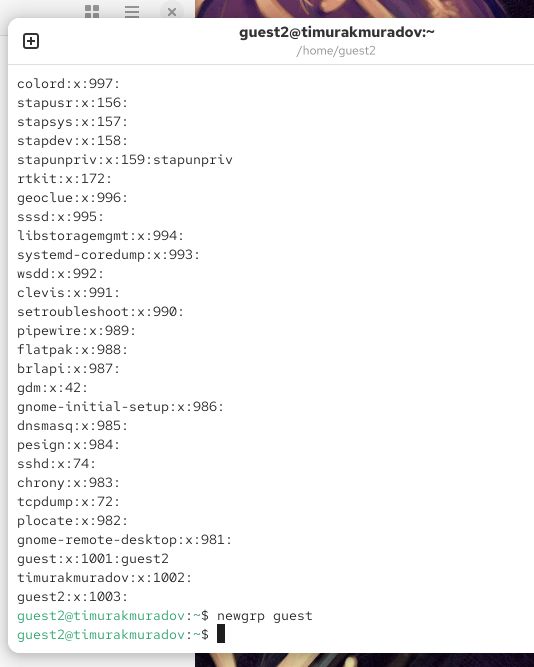 guest2@timurakmuradov:~
/home/guest2
colord:x:997:
stapusr:x:156:
stapsys:x:157:
stapdev:x:158:
stapunpriv:x:159:stapunpriv
rtkit:x:172:
geoclue:x:996:
sssd:x:995:
libstoragemgmt:x:994:
systemd-coredump:x:993:
wsdd:x:992:
clevis:x:991:
setroubleshoot:x:990:
pipewire:x:989:
flatpak:x:988:
brlapi:x:987:
gdm:x:42:
gnome-initial-setup:x:986:
dnsmasq:x:985:
pesign:x:984:
sshd:x:74:
chrony:x:983:
tcpdump:x:72:
plocate:x:982:
gnome-remote-desktop:x:981:
guest:x:1001:guest2
timurakmuradov:x:1002:
guest2:x:1003:
guest2@timurakmuradov:~$ newgrp guest
guest2@timurakmuradov:~$